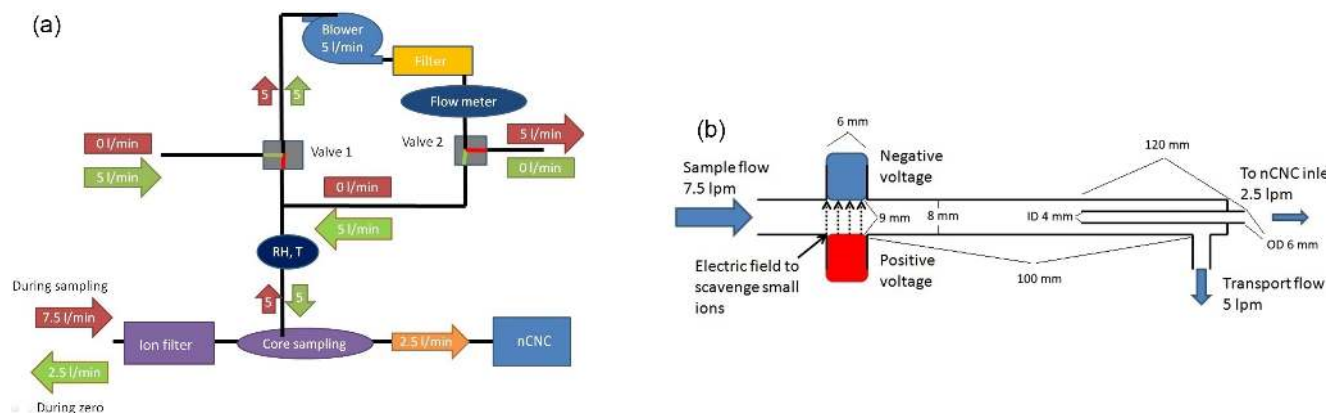 (a)
Blower
5 l/min
Filter
Flow meter
5
5
0 l/min
5 l/min
Valve 1
Valve 2
5 l/min
0 l/min
0 l/min
5 l/min
RH, T
5
5
During sampling
7.5 l/min
Ion filter
Core sampling
2.5 l/min
nCNC
2.5 l/min
During zero
(b)
6 mm
Sample flow
7.5 lpm
Negative
voltage
120 mm
To nCNC inle
2.5 lpm
9 mm
8 mm
ID 4 mm
OD 6 mm
Electric field to
scavenge small
ions
Positive
voltage
100 mm
Transport flow
5 lpm